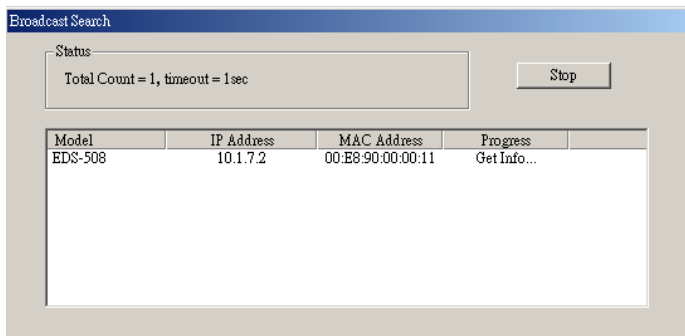 Broadcast Search
Status
Total Count = 1, timeout = 1sec
Stop
Model IP Address MAC Address Progress
EDS-508 10.1.7.2 00:E8:90:00:00:11 Get Info...